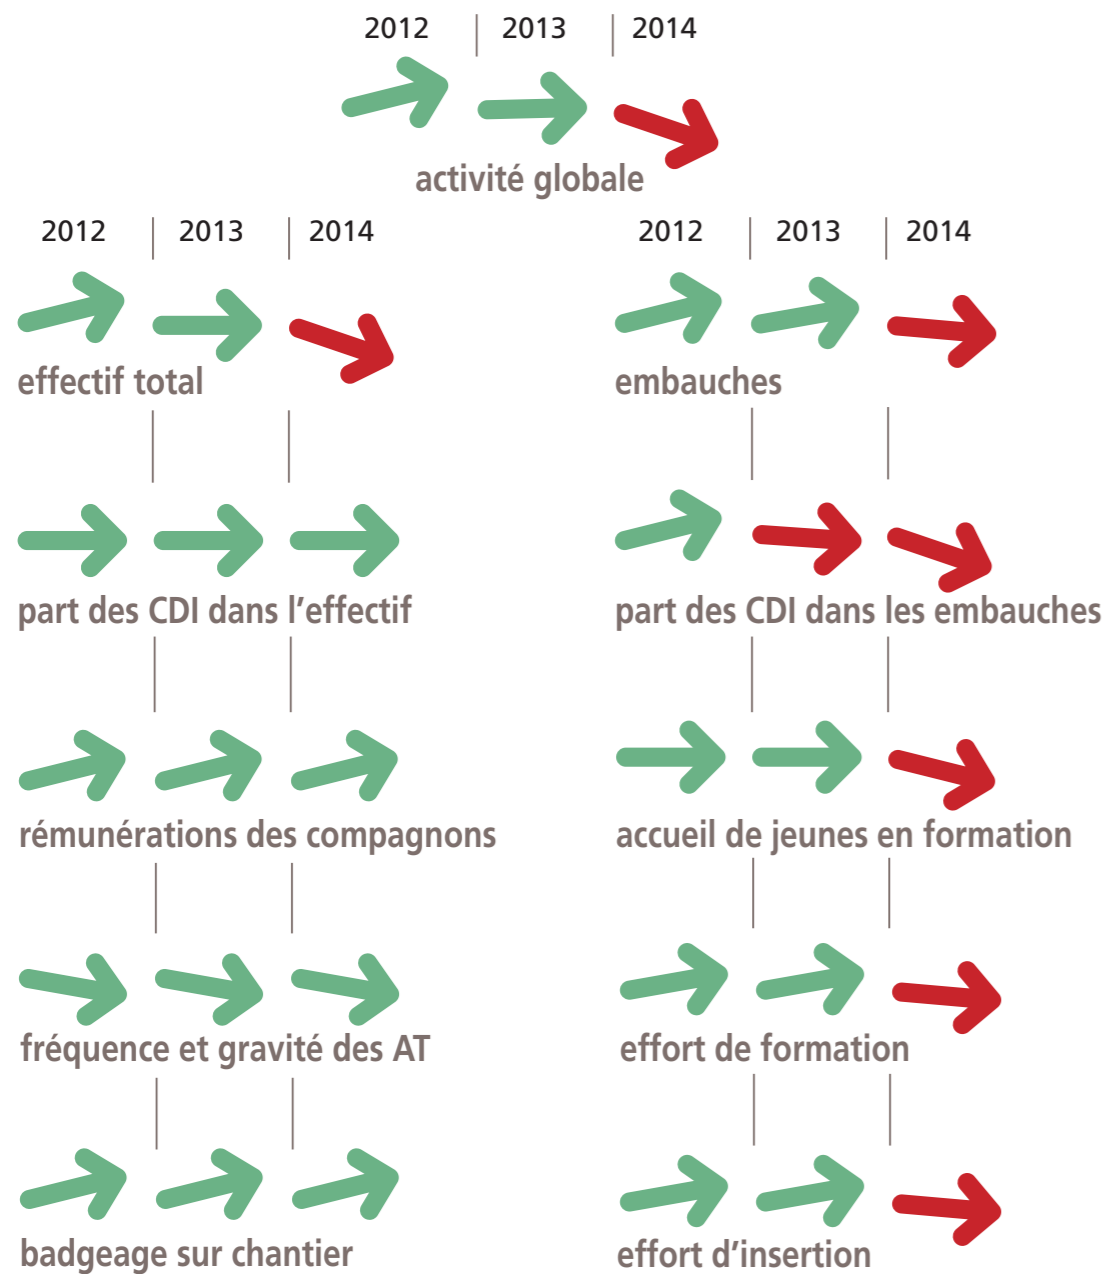 2012 2013 2014
activité globale
2012 2013 2014
2012 2013 2014
effectif total
embauches
part des CDI dans l’effectif
part des CDI dans les embauches
rémunérations des compagnons
accueil de jeunes en formation
fréquence et gravité des AT
effort de formation
badgeage sur chantier
effort d’insertion